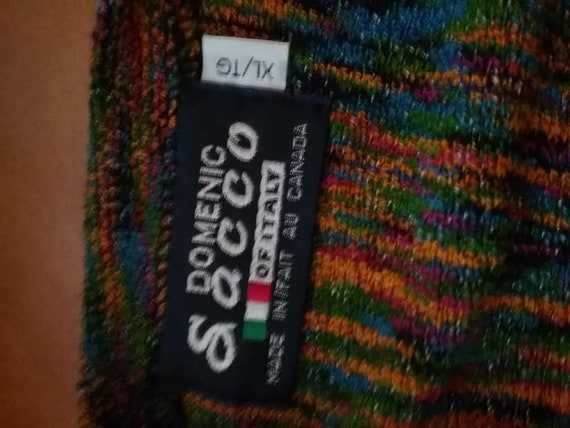 XL/TG
DOMENIC
Sacco
OF ITALY
MADE IN/FAIT AU CANADA